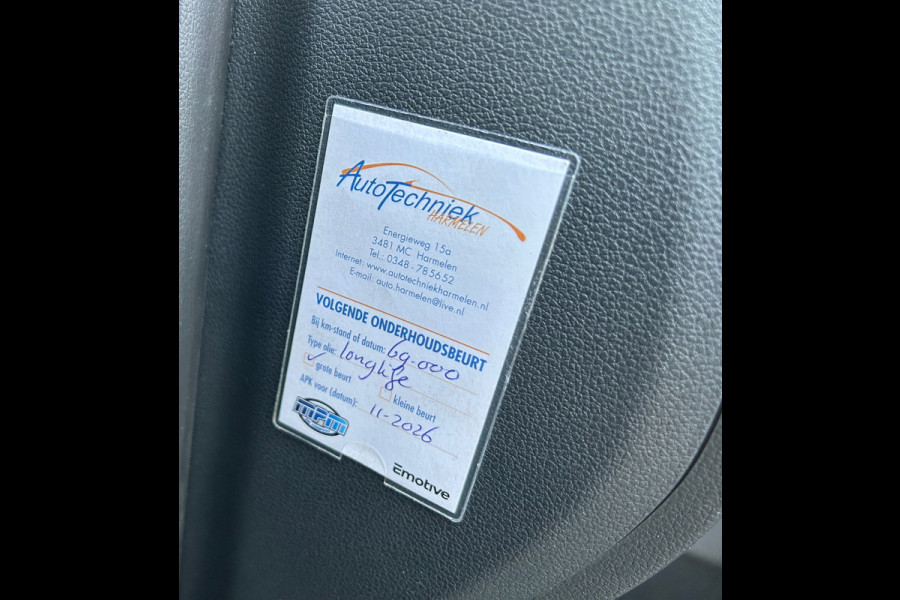 AutoTechniek
HARMELEN
Energieweg 15a
3481 MC Harmelen
Tel.: 0348 - 785652
Internet: www.autotechniekharmelen.nl
E-mail: auto.harmelen@live.nl
VOLGENDE ONDERHOUDSBEURT
Bij km-stand of datum: 69.000
Type olie: longlife
grote beurt kleine beurt
APK voor (datum): 11-2026
MPM
Emotive